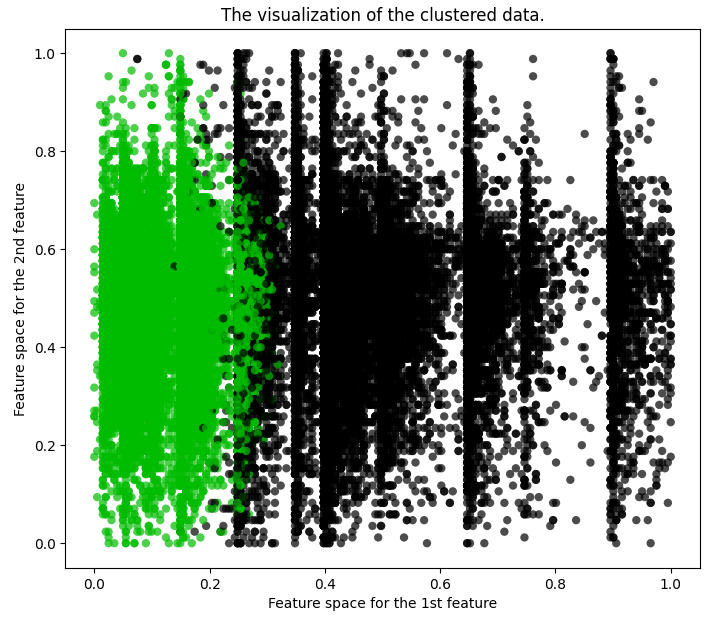 The visualization of the clustered data.
1.0
0.8
0.6
0.4
0.2
0.0
Feature space for the 2nd feature
0.0 0.2 0.4 0.6 0.8 1.0
Feature space for the 1st feature